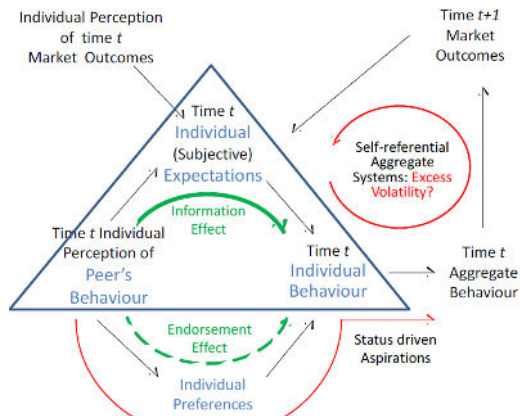 Individual Perception
of time t
Market Outcomes
Time t+1
Market
Outcomes
Time t
Individual
(Subjective)
Expectations
Self-referential
Aggregate
Systems: Excess
Volatility?
Information
Effect
Time t Individual
Perception of
Peer's
Behaviour
Time t
Individual
Behaviour
Time t
Aggregate
Behaviour
Endorsement
Effect
Status driven
Aspirations
Individual
Preferences